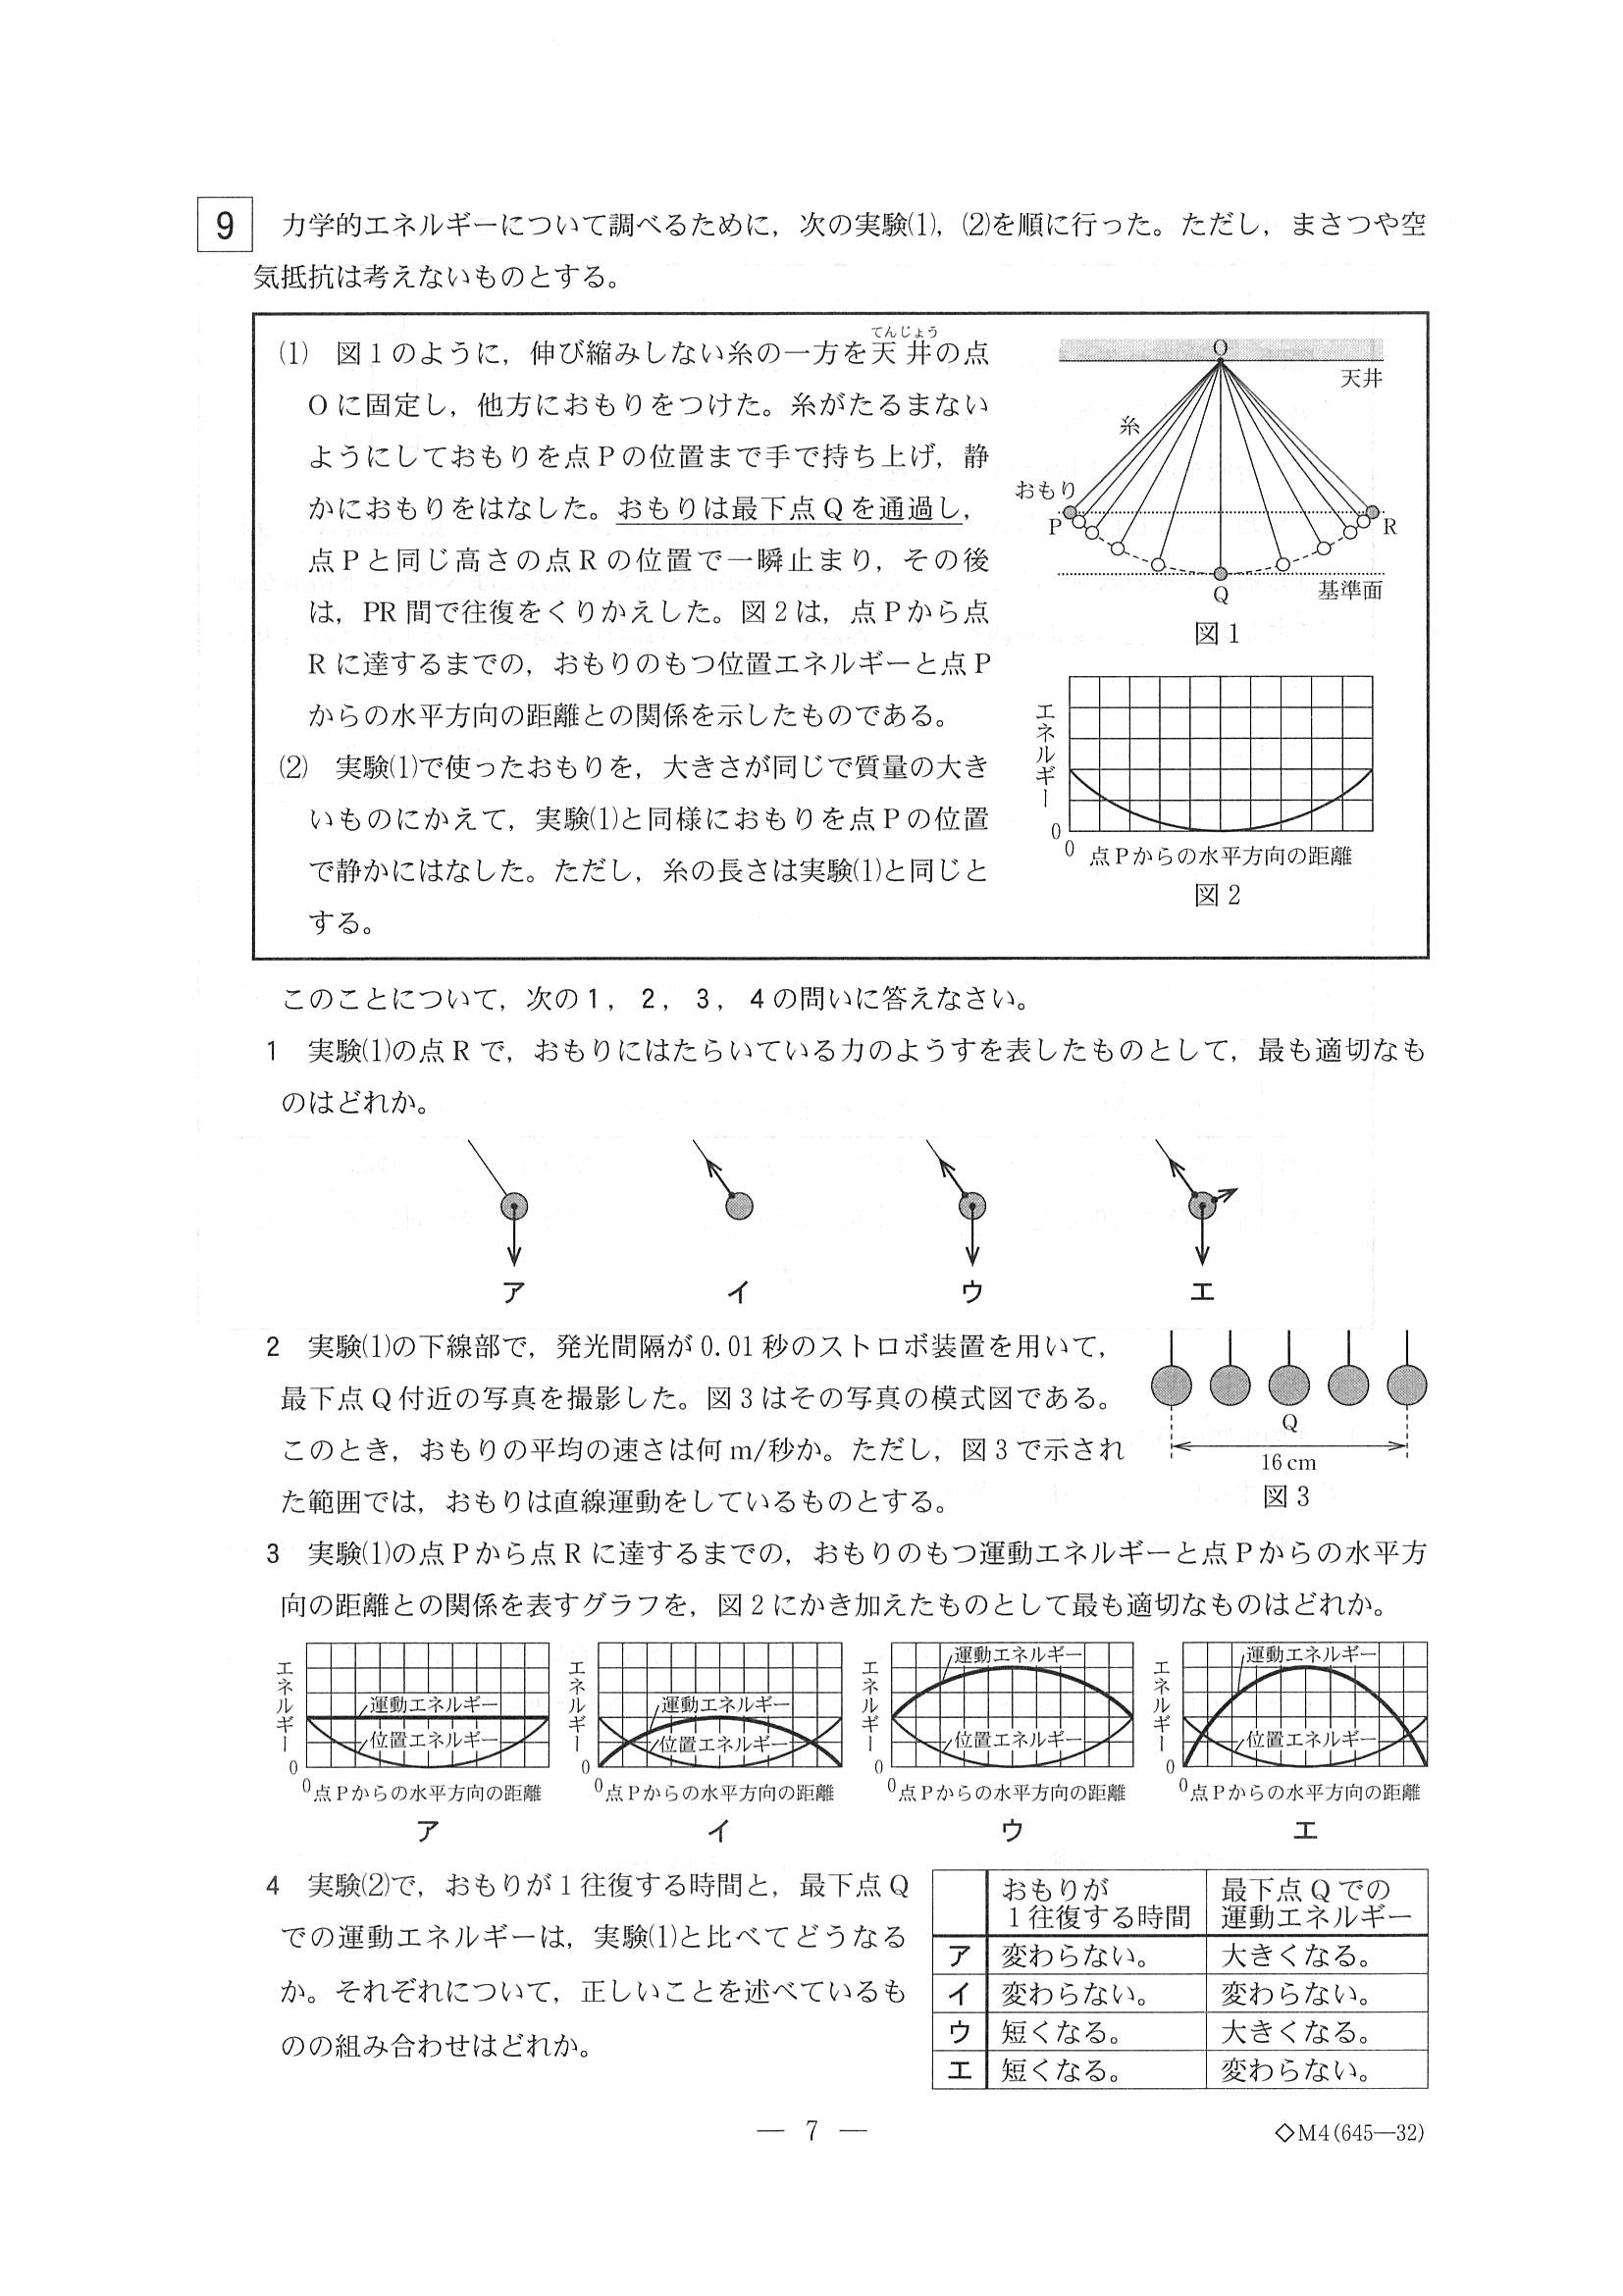 9 力学的エネルギーについて調べるために，次の実験⑴，⑵を順に行った。ただし，まさつや空
気抵抗は考えないものとする。
⑴ 図1のように，伸び縮みしない糸の一方を天井の点
てんじょう
Oに固定し，他方におもりをつけた。糸がたるまない
ようにしておもりを点Pの位置まで手で持ち上げ，静
かにおもりをはなした。おもりは最下点Qを通過し，
点Pと同じ高さの点Rの位置で一瞬止まり，その後
は，PR間で往復をくりかえした。図2は，点Pから点
Rに達するまでの，おもりのもつ位置エネルギーと点P
からの水平方向の距離との関係を示したものである。
⑵ 実験⑴で使ったおもりを，大きさが同じで質量の大き
いものにかえて，実験⑴と同様におもりを点Pの位置
で静かにはなした。ただし，糸の長さは実験⑴と同じと
する。
O
天井
糸
おもり
P
R
Q
基準面
図1
エネルギー
0
0 点Pからの水平方向の距離
図2
このことについて，次の1，2，3，4の問いに答えなさい。
1 実験⑴の点Rで，おもりにはたらいている力のようすを表したものとして，最も適切なも
のはどれか。
ア イ ウ エ
2 実験⑴の下線部で，発光間隔が0.01秒のストロボ装置を用いて，
最下点Q付近の写真を撮影した。図3はその写真の模式図である。
このとき，おもりの平均の速さは何m/秒か。ただし，図3で示され
た範囲では，おもりは直線運動をしているものとする。
Q
16 cm
図3
3 実験⑴の点Pから点Rに達するまでの，おもりのもつ運動エネルギーと点Pからの水平方
向の距離との関係を表すグラフを，図2にかき加えたものとして最も適切なものはどれか。
エネルギー
運動エネルギー
位置エネルギー
0
0 点Pからの水平方向の距離
ア
エネルギー
運動エネルギー
位置エネルギー
0
0 点Pからの水平方向の距離
イ
エネルギー
運動エネルギー
位置エネルギー
0
0 点Pからの水平方向の距離
ウ
エネルギー
運動エネルギー
位置エネルギー
0
0 点Pからの水平方向の距離
エ
4 実験⑵で，おもりが1往復する時間と，最下点Q
での運動エネルギーは，実験⑴と比べてどうなる
か。それぞれについて，正しいことを述べているも
のの組み合わせはどれか。
おもりが
1往復する時間
最下点Qでの
運動エネルギー
ア 変わらない。 大きくなる。
イ 変わらない。 変わらない。
ウ 短くなる。 大きくなる。
エ 短くなる。 変わらない。
— 7 —
◇M4(645—32)